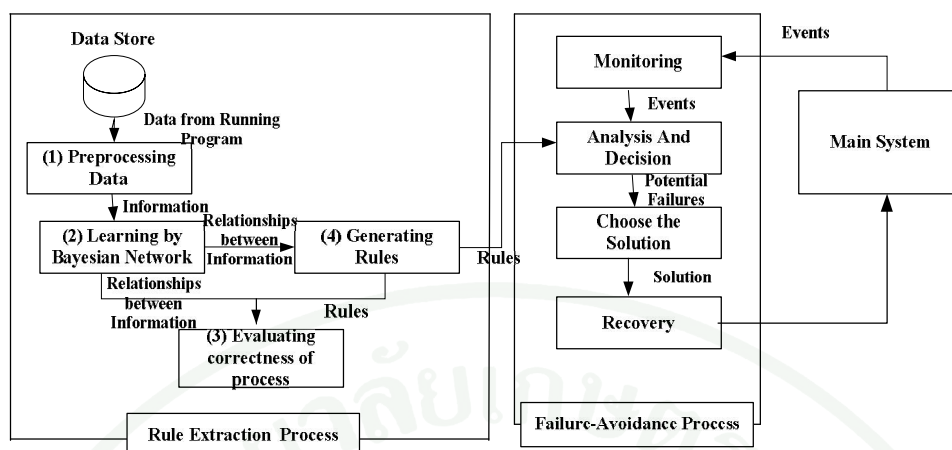 Data Store
Data from Running
Program
(1) Preprocessing
Data
Information
(2) Learning by
Bayesian Network
Relationships
between
Information
(4) Generating
Rules
Rules
Relationships
between
Information
Rules
(3) Evaluating
correctness of
process
Rule Extraction Process
Monitoring
Events
Analysis And
Decision
Potential
Failures
Choose the
Solution
Solution
Recovery
Failure-Avoidance Process
Events
Main System